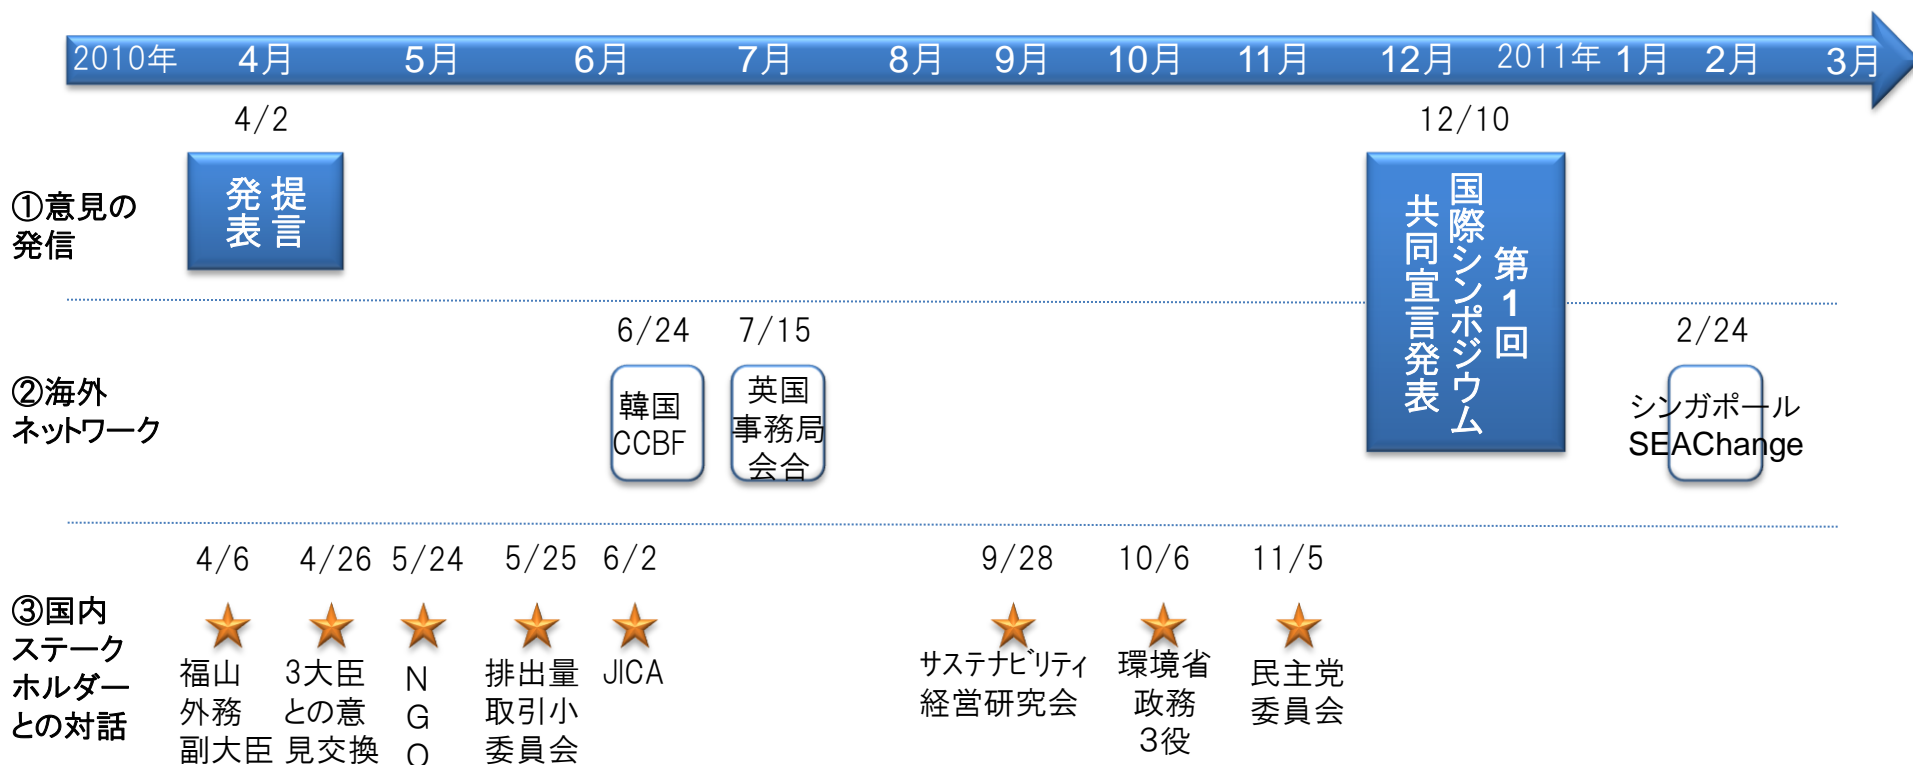 2010年 4月 5月 6月 7月 8月 9月 10月 11月 12月 2011年 1月 2月 3月
4/2
12/10
①意見の
発信
提言
発表
第1回
国際シンポジウム
共同宣言発表
②海外
ネットワーク
6/24
韓国
CCBF
7/15
英国
事務局
会合
2/24
シンガポール
SEAChange
③国内
ステーク
ホルダー
との対話
4/6
福山
外務
副大臣
4/26
3大臣
との意
見交換
5/24
NGO
5/25
排出量
取引小
委員会
6/2
JICA
9/28
サステナビリティ
経営研究会
10/6
環境省
政務
3役
11/5
民主党
委員会